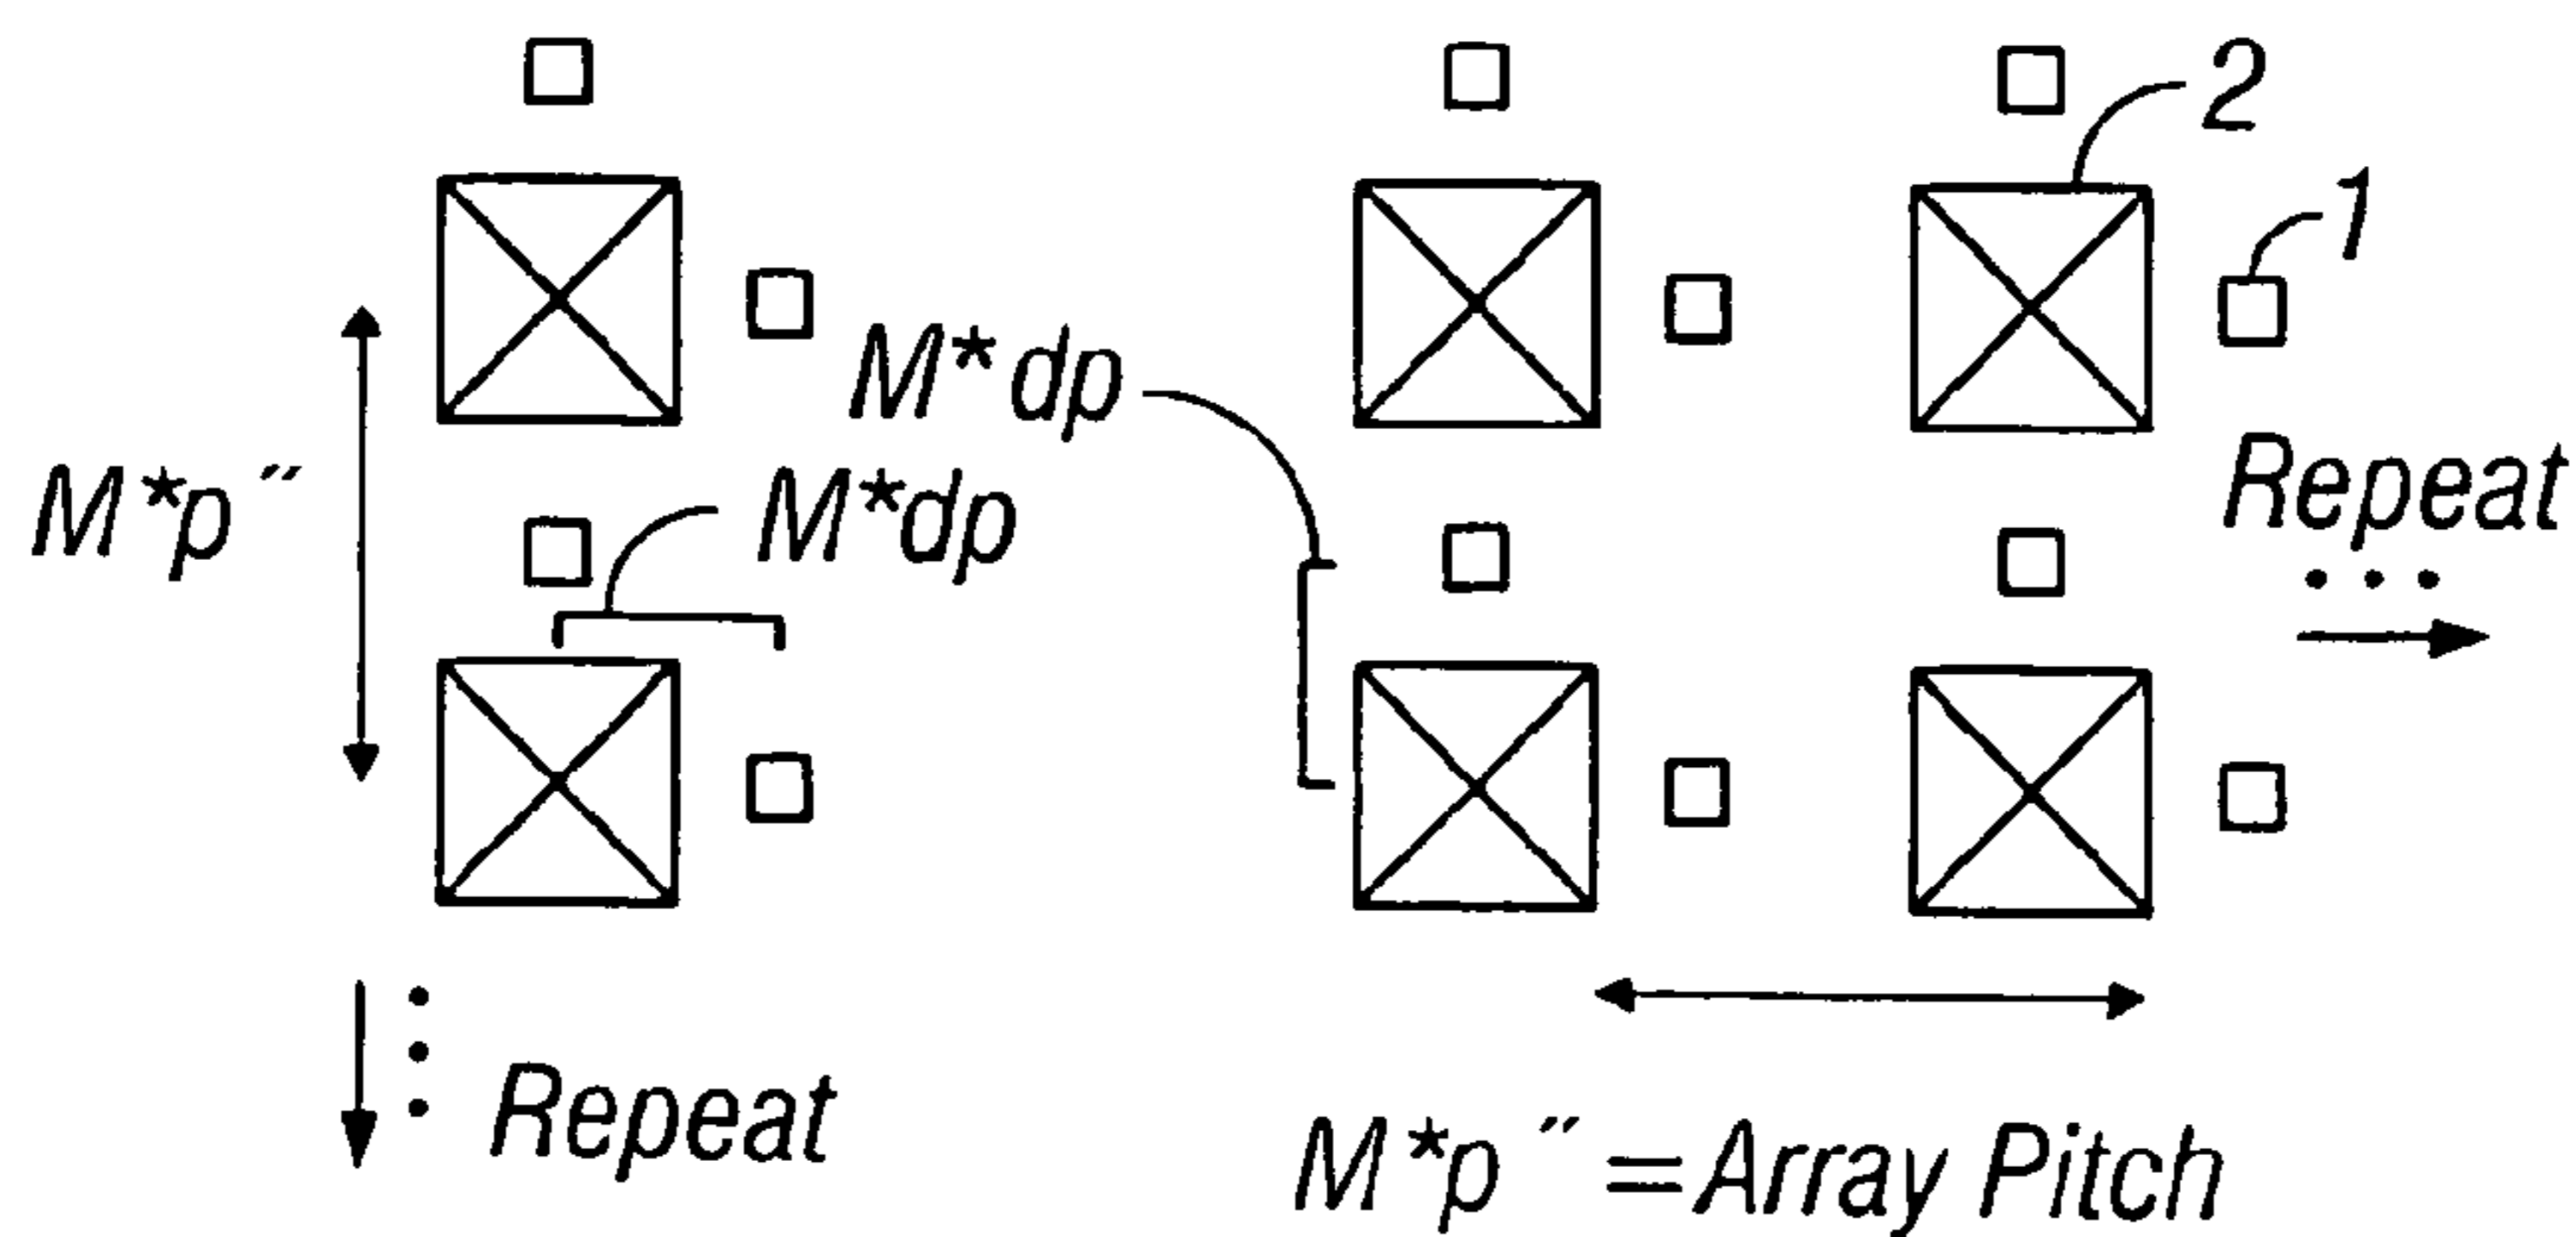 2
1
M*dp
M*p″
M*dp
Repeat
Repeat
M*p″=Array Pitch